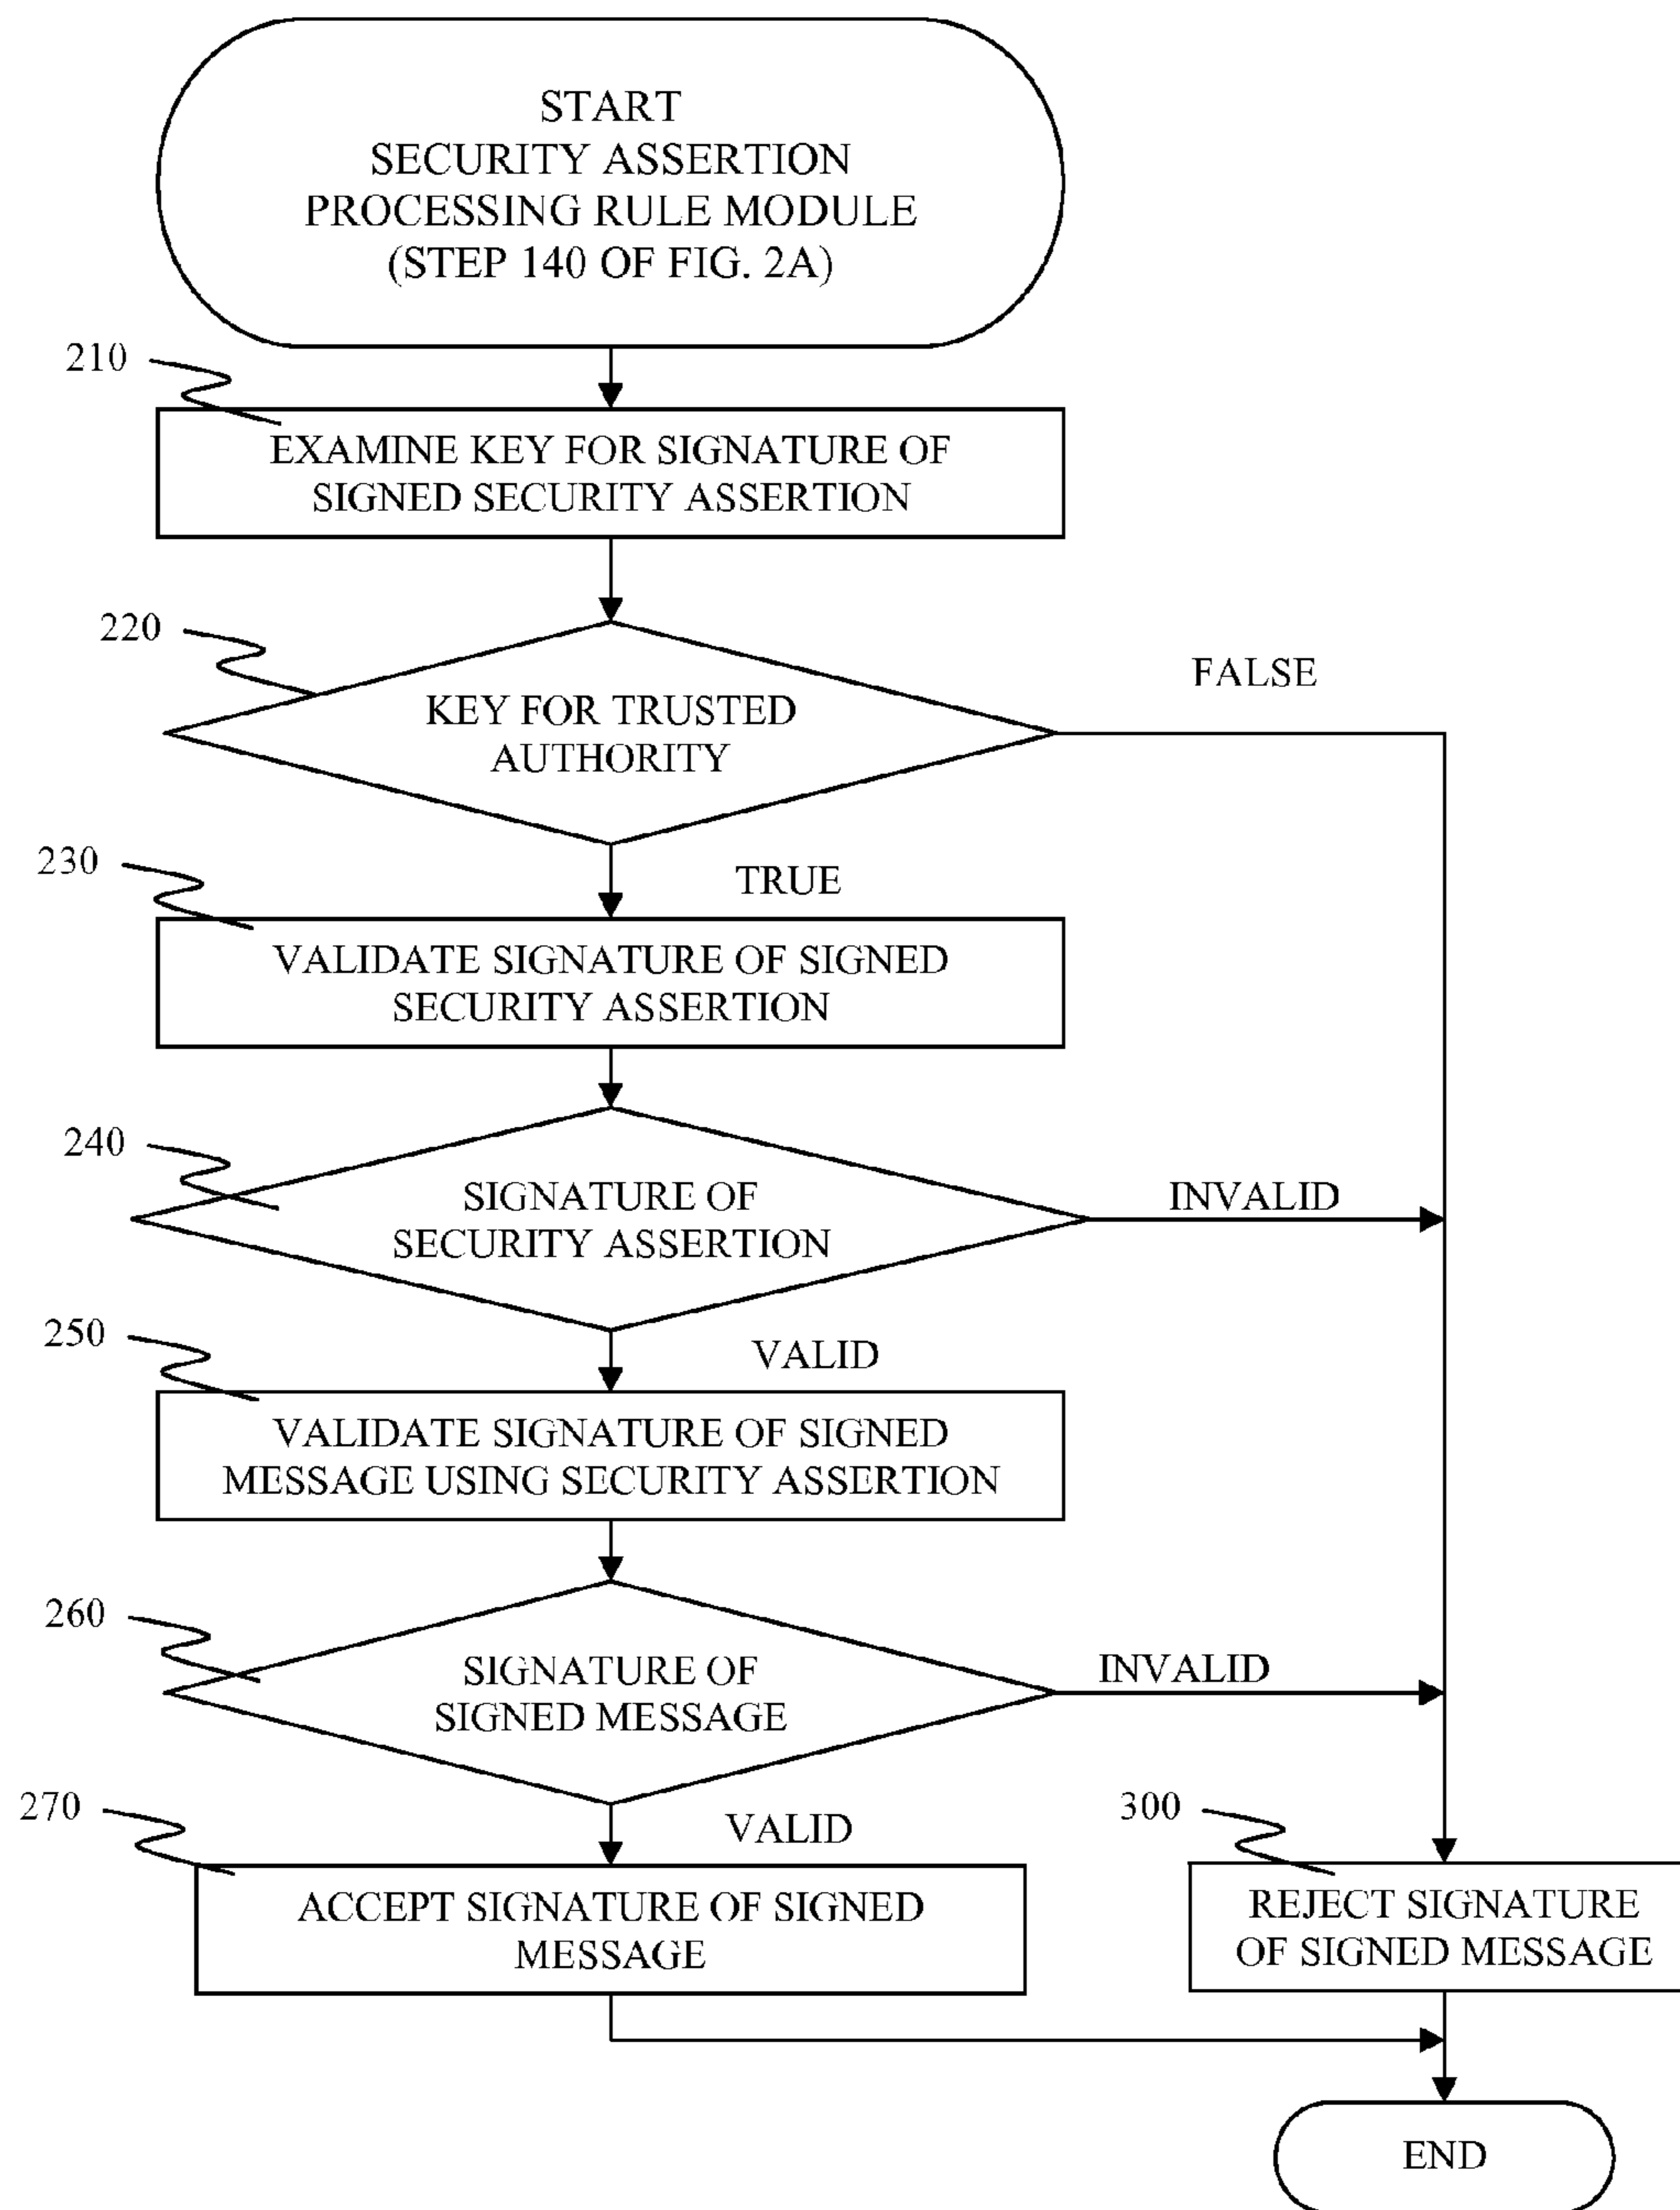 START
SECURITY ASSERTION
PROCESSING RULE MODULE
(STEP 140 OF FIG. 2A)
210
EXAMINE KEY FOR SIGNATURE OF
SIGNED SECURITY ASSERTION
220
FALSE
KEY FOR TRUSTED
AUTHORITY
230
TRUE
VALIDATE SIGNATURE OF SIGNED
SECURITY ASSERTION
240
SIGNATURE OF
SECURITY ASSERTION
INVALID
250
VALID
VALIDATE SIGNATURE OF SIGNED
MESSAGE USING SECURITY ASSERTION
260
SIGNATURE OF
SIGNED MESSAGE
INVALID
270
VALID
300
ACCEPT SIGNATURE OF SIGNED
MESSAGE
REJECT SIGNATURE
OF SIGNED MESSAGE
END